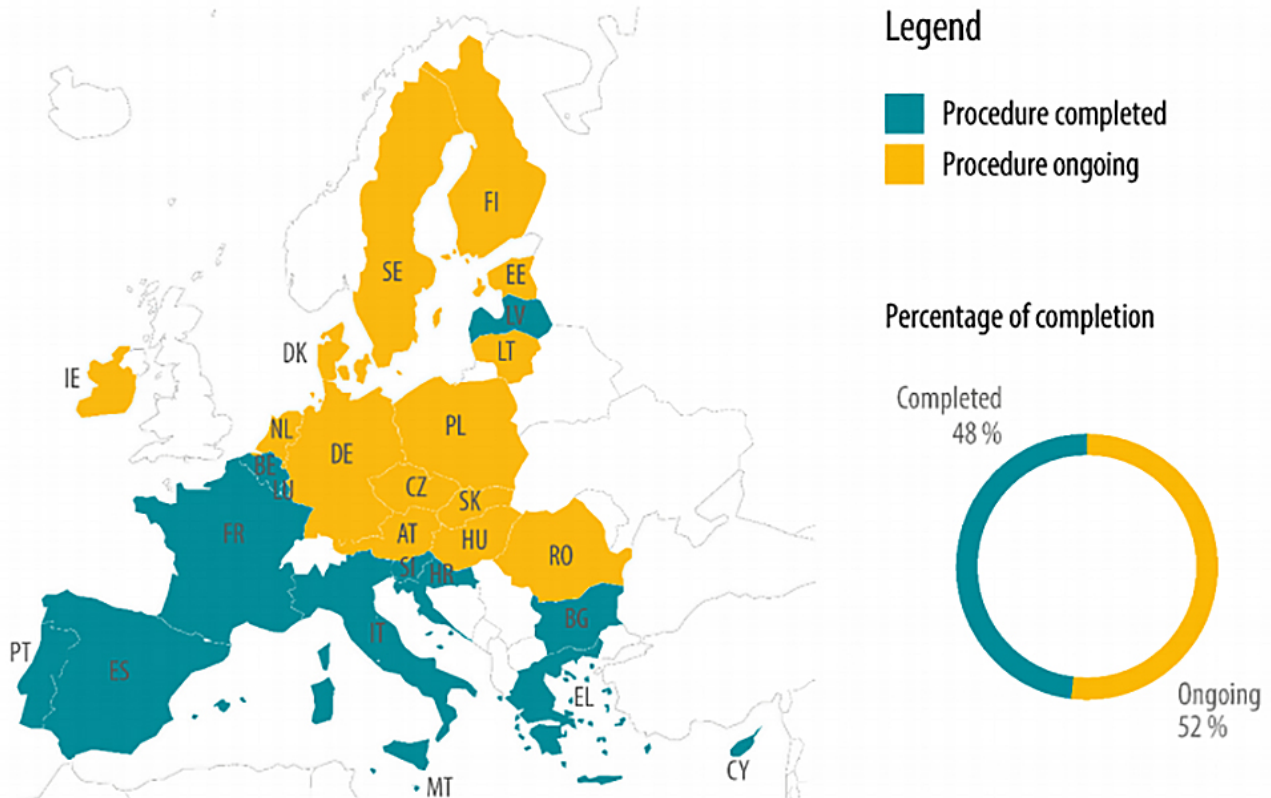 Legend
Procedure completed
Procedure ongoing
FI
SE
EE
LV
Percentage of completion
DK
LT
IE
Completed
48 %
NL
PL
DE
BE
CZ
LU
SK
FR
AT
HU
RO
SI
HR
BG
IT
PT
ES
EL
Ongoing
52 %
CY
MT